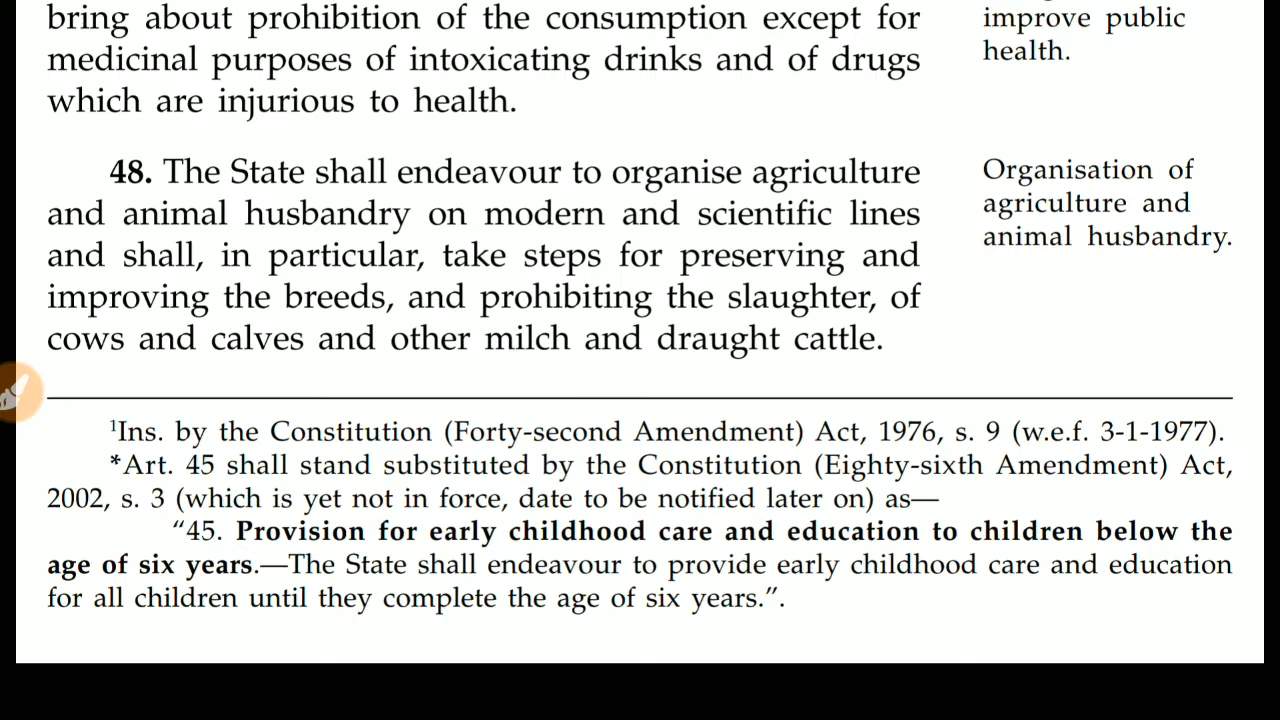 bring about prohibition of the consumption except for
medicinal purposes of intoxicating drinks and of drugs
which are injurious to health.
improve public
health.
48. The State shall endeavour to organise agriculture
and animal husbandry on modern and scientific lines
and shall, in particular, take steps for preserving and
improving the breeds, and prohibiting the slaughter, of
cows and calves and other milch and draught cattle.
Organisation of
agriculture and
animal husbandry.
¹Ins. by the Constitution (Forty-second Amendment) Act, 1976, s. 9 (w.e.f. 3-1-1977).
*Art. 45 shall stand substituted by the Constitution (Eighty-sixth Amendment) Act,
2002, s. 3 (which is yet not in force, date to be notified later on) as—
“45. Provision for early childhood care and education to children below the
age of six years.—The State shall endeavour to provide early childhood care and education
for all children until they complete the age of six years.”.